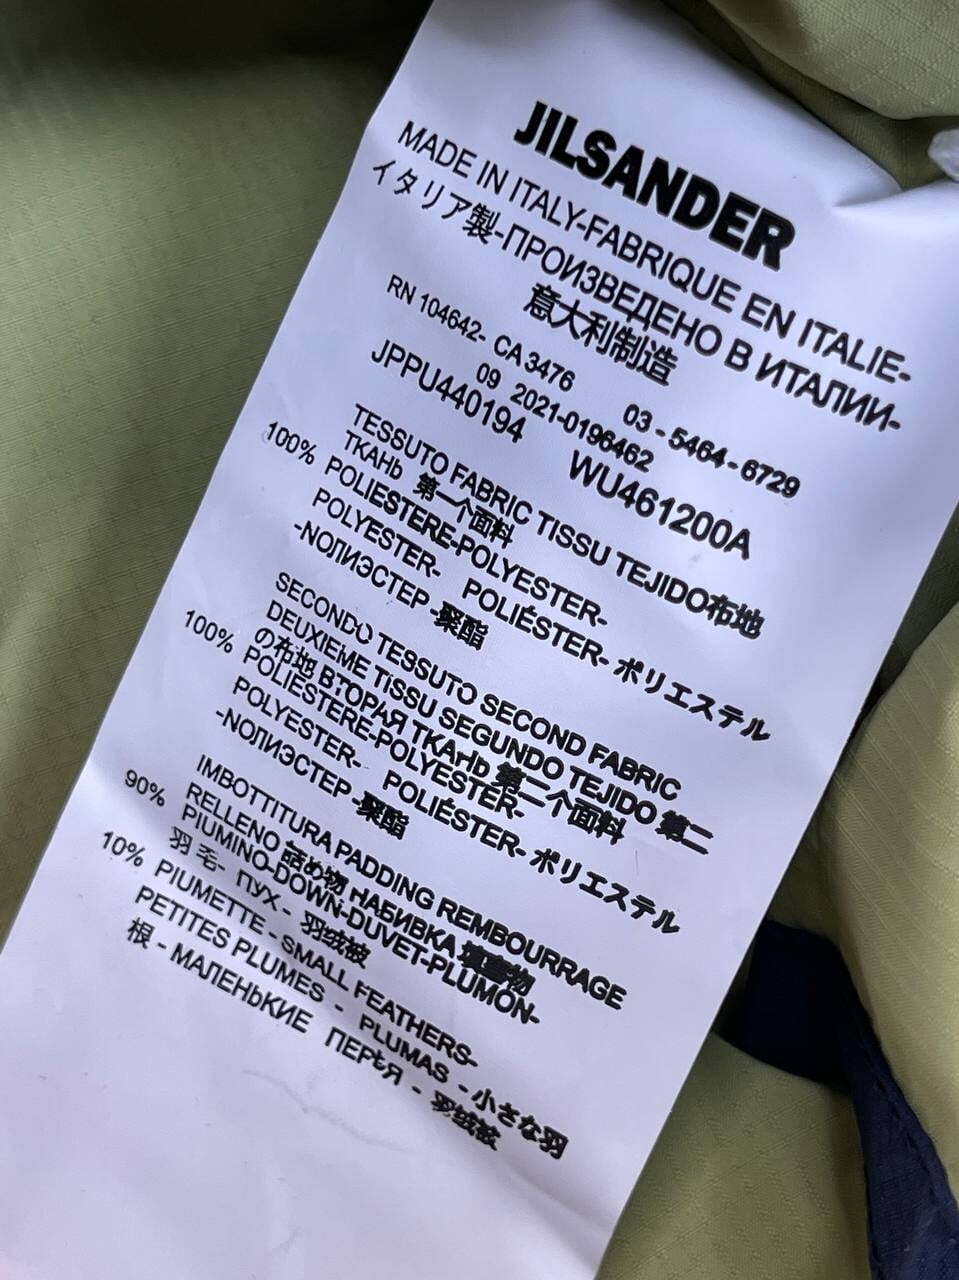 JILSANDER
MADE IN ITALY-FABRIQUE EN ITALIE-
イタリア製-ПРОИЗВЕДЕНО В ИТАЛИИ-
意大利制造
RN 104642- CA 3476 03 - 5464 - 6729
09 2021-0196462
JPPU440194 WU461200A
TESSUTO FABRIC TISSU TEJIDO布地
ТКАНЬ 第一个面料
100% POLIESTERE-POLYESTER-
POLYESTER- POLIÉSTER- ポリエステル
-NОЛИЭСТЕР -聚酯
SECONDO TESSUTO SECOND FABRIC
DEUXIEME TISSU SEGUNDO TEJIDO 第二
の布地 ВТОРАЯ ТКАНЬ 第二个面料
100% POLIESTERE-POLYESTER-
POLYESTER- POLIÉSTER- ポリエステル
-NОЛИЭСТЕР -聚酯
IMBOTTITURA PADDING REMBOURRAGE
RELLENO 詰め物 НАБИВКА 填塞物
90% PIUMINO-DOWN-DUVET-PLUMÓN-
羽 毛 - ПУХ - 羽绒被
10% PIUMETTE - SMALL FEATHERS-
PETITES PLUMES - PLUMAS - 小さな羽
根 - МАЛЕНЬКИЕ ПЕРЬЯ - 羽绒被